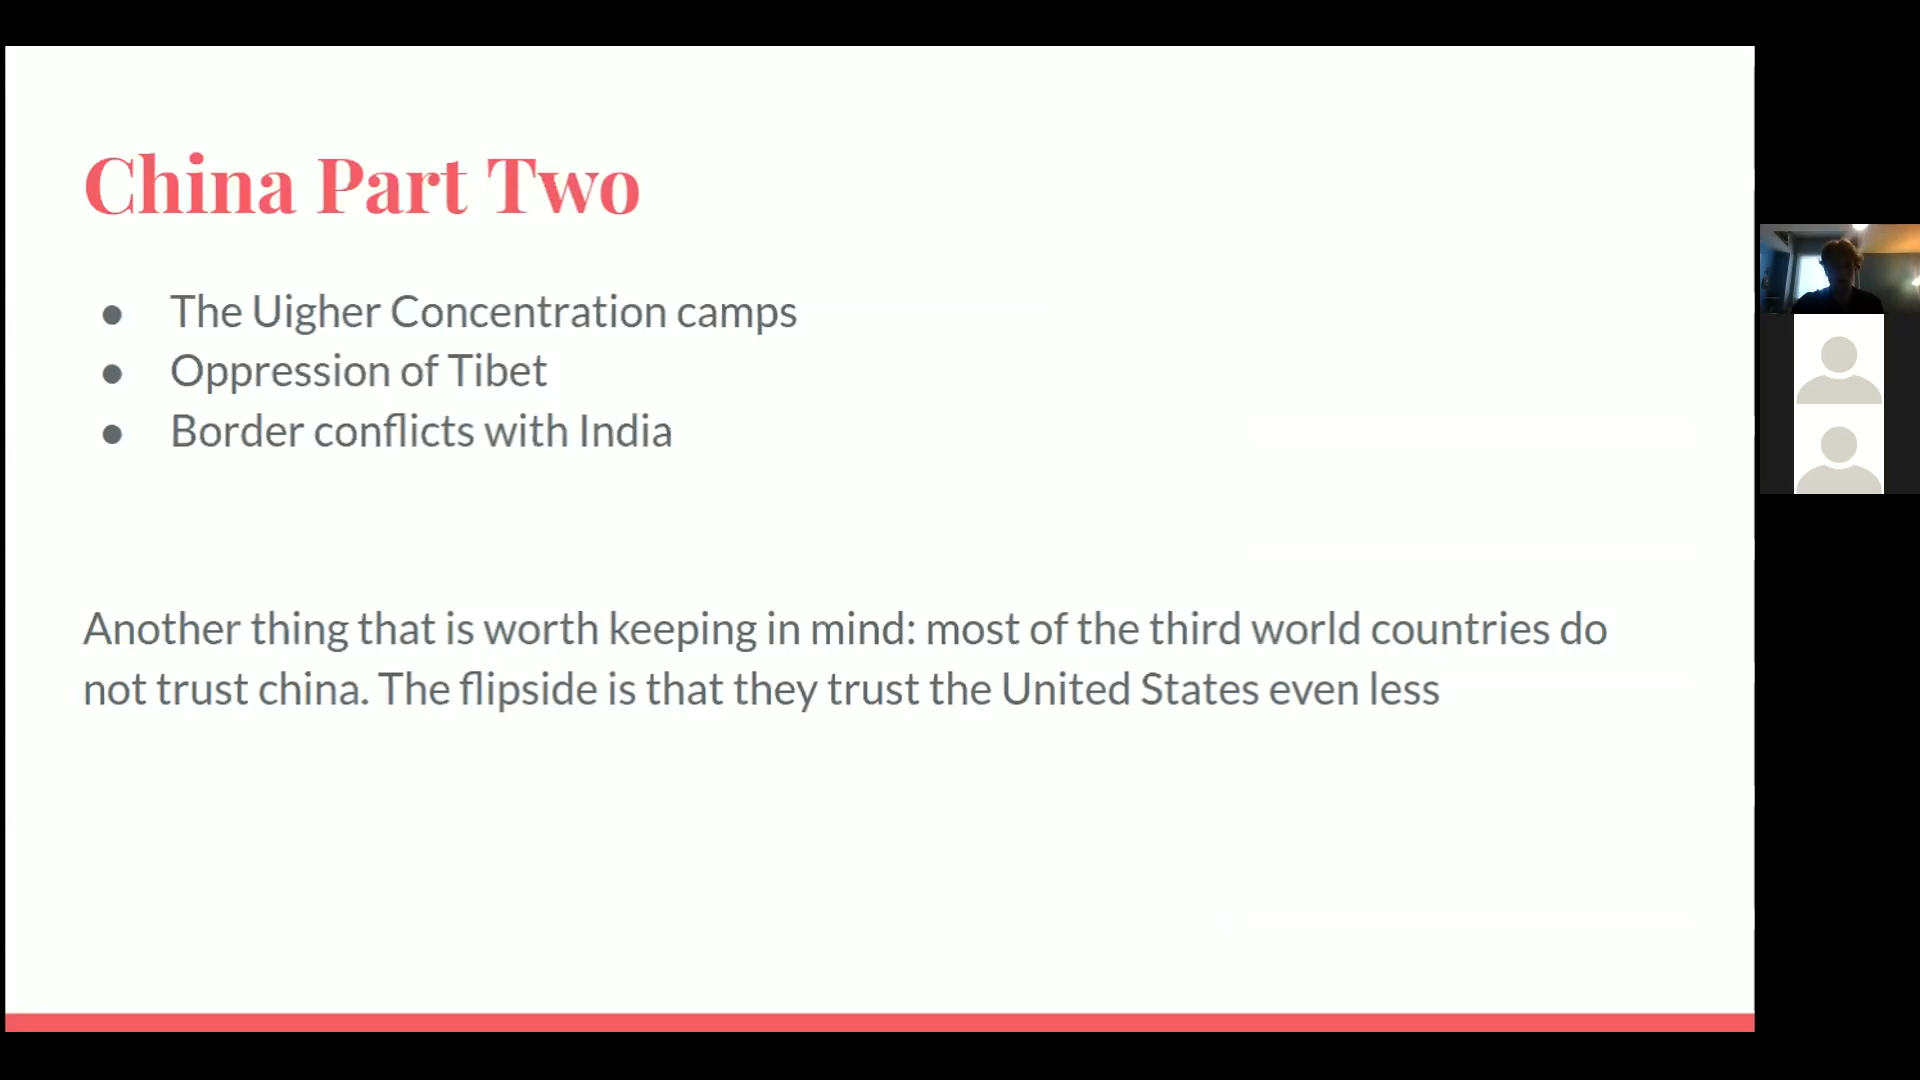 China Part Two
● The Uigher Concentration camps
● Oppression of Tibet
● Border conflicts with India
Another thing that is worth keeping in mind: most of the third world countries do
not trust china. The flipside is that they trust the United States even less